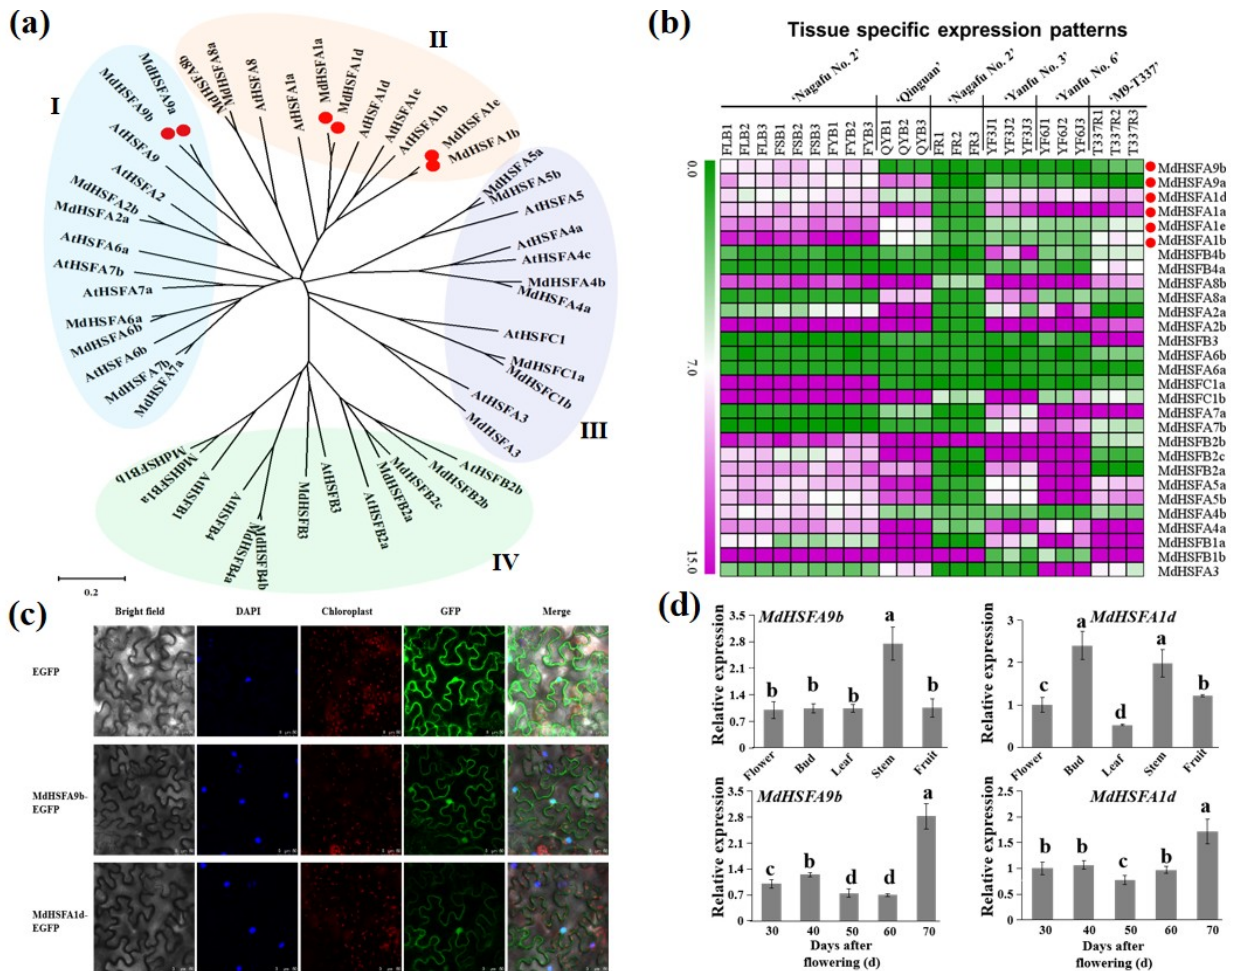 (a)
I
II
III
IV
MdHSFA9b
MdHSFA9a
AtHSFA9
AtHSFA2
MdHSFA2b
MdHSFA2a
AtHSFA6a
AtHSFA7b
AtHSFA7a
MdHSFA6a
MdHSFA6b
AtHSFA6b
MdHSFA7b
MdHSFA7a
MdHSFA8b
MdHSFA8a
AtHSFA8
AtHSFA1a
MdHSFA1a
MdHSFA1d
AtHSFA1d
AtHSFA1e
AtHSFA1b
MdHSFA1e
MdHSFA1b
MdHSFA5a
MdHSFA5b
AtHSFA5
AtHSFA4a
AtHSFA4c
MdHSFA4b
MdHSFA4a
AtHSFC1
MdHSFC1a
MdHSFC1b
AtHSFA3
MdHSFA3
MdHSFB1b
MdHSFB1a
AtHSFB1
AtHSFB4
MdHSFB4a
MdHSFB4b
MdHSFB3
AtHSFB3
AtHSFB2a
MdHSFB2a
MdHSFB2c
MdHSFB2b
AtHSFB2b
0.2
(b)
Tissue specific expression patterns
‘Nagafu No. 2’ ‘Qinguan’ ‘Nagafu No. 2’ ‘Yanfu No. 3’ ‘Yanfu No. 6’ ‘M9-T337’
FLB1 FLB2 FLB3 FSB1 FSB2 FSB3 FYB1 FYB2 FYB3 QYB1 QYB2 QYB3 FR1 FR2 FR3 YF3J1 YF3J2 YF3J3 YF6J1 YF6J2 YF6J3 T337R1 T337R2 T337R3
0.0
7.0
15.0
MdHSFA9b
MdHSFA9a
MdHSFA1d
MdHSFA1a
MdHSFA1e
MdHSFA1b
MdHSFB4b
MdHSFB4a
MdHSFA8b
MdHSFA8a
MdHSFA2a
MdHSFA2b
MdHSFB3
MdHSFA6b
MdHSFA6a
MdHSFC1a
MdHSFC1b
MdHSFA7a
MdHSFA7b
MdHSFB2b
MdHSFB2c
MdHSFB2a
MdHSFA5a
MdHSFA5b
MdHSFA4b
MdHSFA4a
MdHSFB1a
MdHSFB1b
MdHSFA3
(c)
Bright field DAPI Chloroplast GFP Merge
EGFP
MdHSFA9b-
EGFP
MdHSFA1d-
EGFP
(d)
MdHSFA9b
Relative expression
3.5
2.8
2.1
1.4
0.7
0
b b b a b
Flower Bud Leaf Stem Fruit
MdHSFA1d
Relative expression
3
2
1
0
c a d a b
Flower Bud Leaf Stem Fruit
MdHSFA9b
Relative expression
3.5
2.8
2.1
1.4
0.7
0
c b d d a
30 40 50 60 70
Days after
flowering (d)
MdHSFA1d
Relative expression
2.5
2
1.5
1
0.5
0
b b c b a
30 40 50 60 70
Days after
flowering (d)